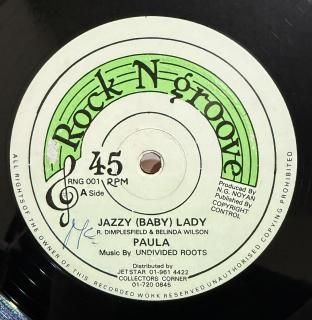 Rock N groove
45
RPM
RNG 001
A Side
Produced By
N.G. NOYAN
Published By
COPYRIGHT
CONTROL
JAZZY (BABY) LADY
R. DIMPLESFIELD & BELINDA WILSON
PAULA
Music By UNDIVIDED ROOTS
Distributed by
JETSTAR 01-961 4422
COLLECTORS CORNER
01-720 0845
ALL RIGHTS OF THE OWNER OF THIS RECORDED WORK RESERVED UNAUTHORISED COPYING PROHIBITED